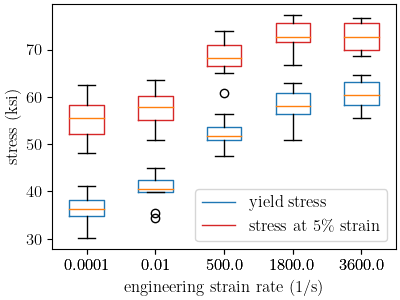 stress (ksi)
70
60
50
40
30
yield stress
stress at 5% strain
0.0001 0.01 500.0 1800.0 3600.0
engineering strain rate (1/s)